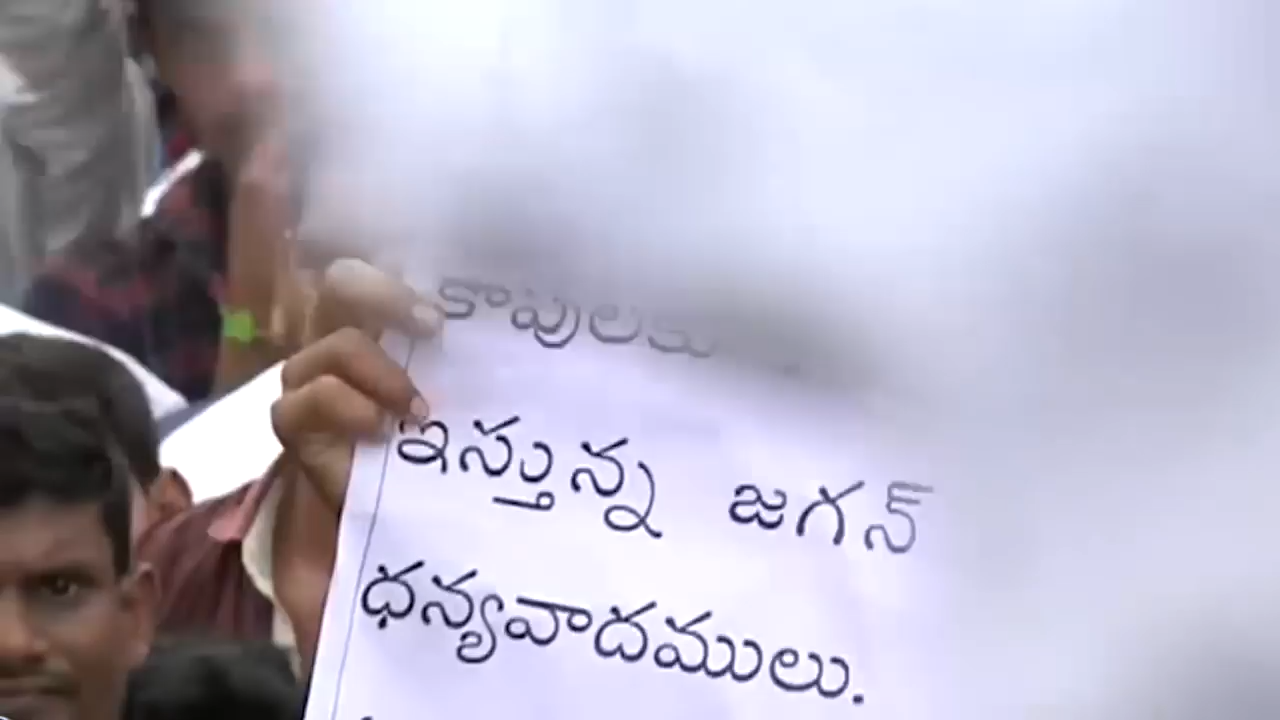 కాపులకు
ఇస్తున్న జగన్
ధన్యవాదములు.